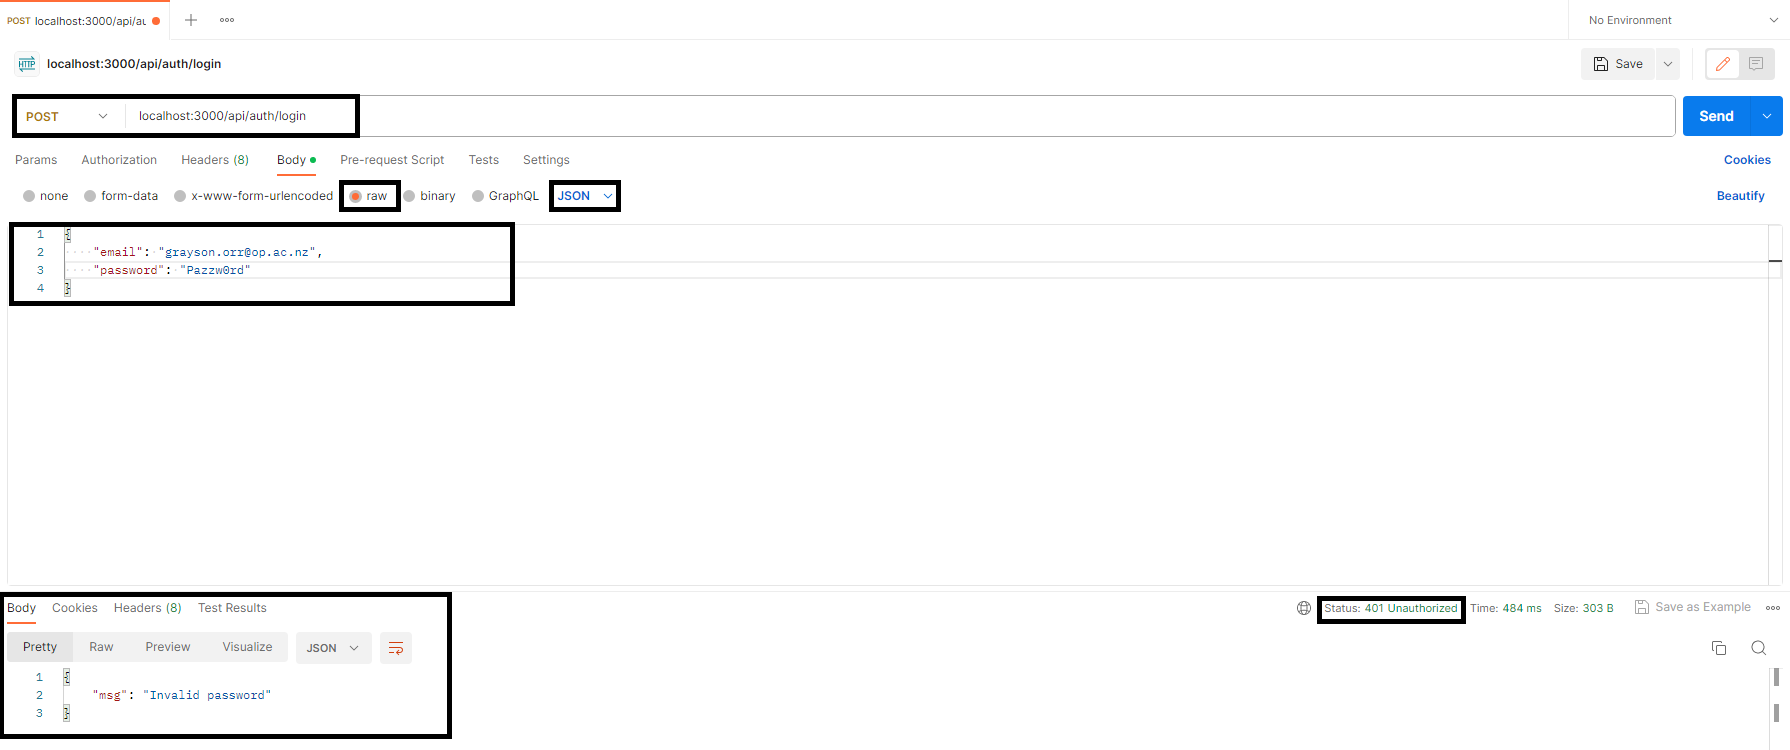 POST localhost:3000/api/au
No Environment
HTTP localhost:3000/api/auth/login
Save
POST localhost:3000/api/auth/login
Send
Params Authorization Headers (8) Body Pre-request Script Tests Settings Cookies
none form-data x-www-form-urlencoded raw binary GraphQL JSON Beautify
1 {
2 "email": "grayson.orr@op.ac.nz",
3 "password": "Pazzw0rd"
4 }
Body Cookies Headers (8) Test Results Status: 401 Unauthorized Time: 484 ms Size: 303 B Save as Example
Pretty Raw Preview Visualize JSON
1 {
2 "msg": "Invalid password"
3 }